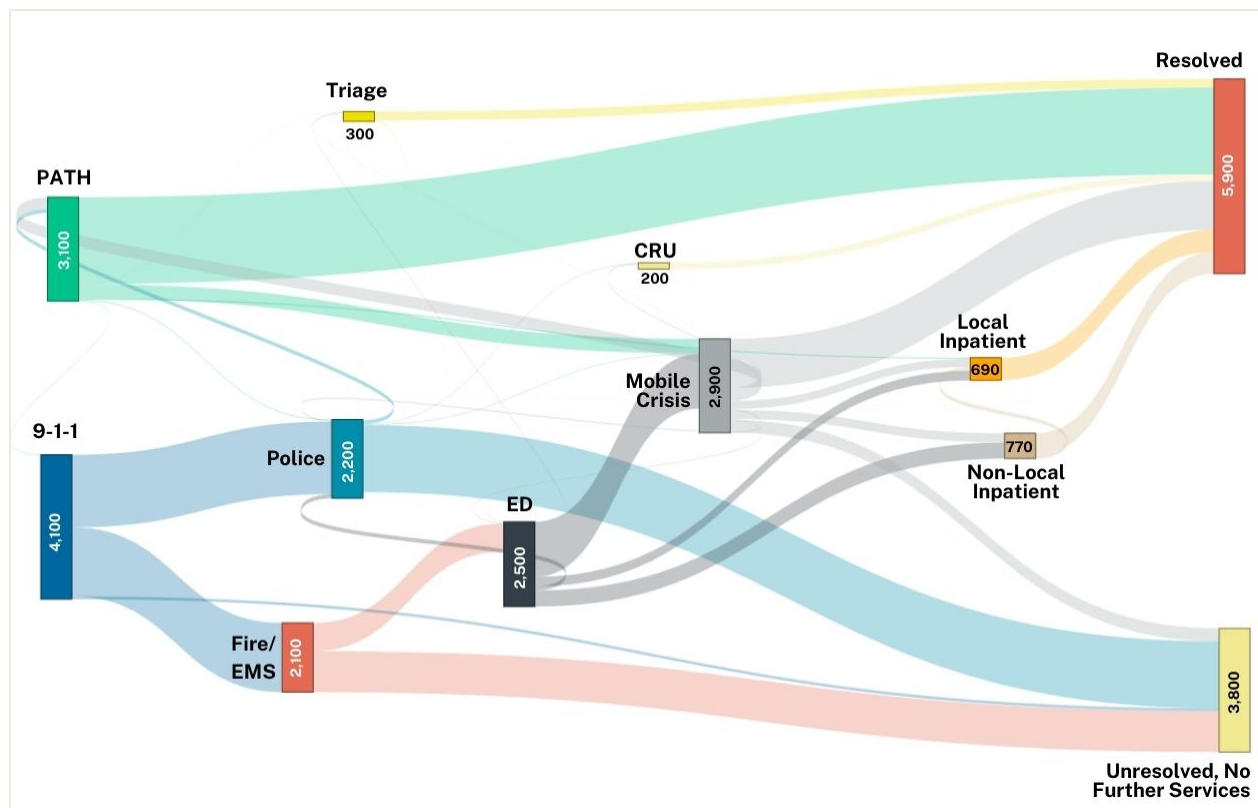 Resolved
Triage
300
5,900
PATH
3,100
CRU
200
Local
Inpatient
690
Mobile
Crisis
2,900
9-1-1
4,100
Police
2,200
770
Non-Local
Inpatient
ED
2,500
Fire/
EMS
2,100
3,800
Unresolved, No
Further Services